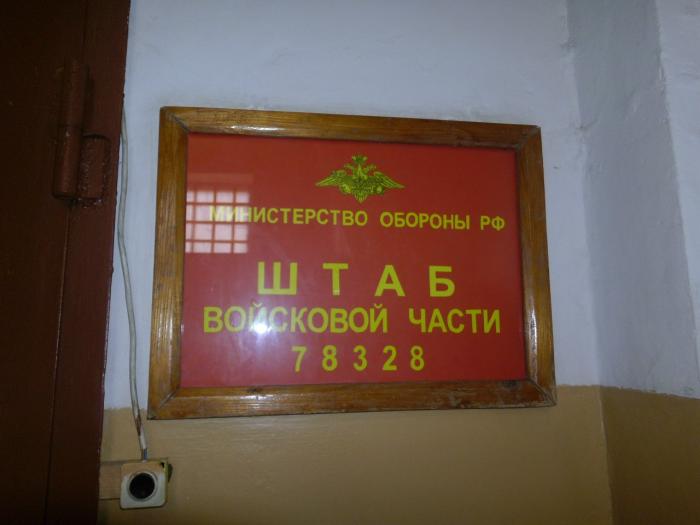 МИНИСТЕРСТВО ОБОРОНЫ РФ
ШТАБ
ВОЙСКОВОЙ ЧАСТИ
78328